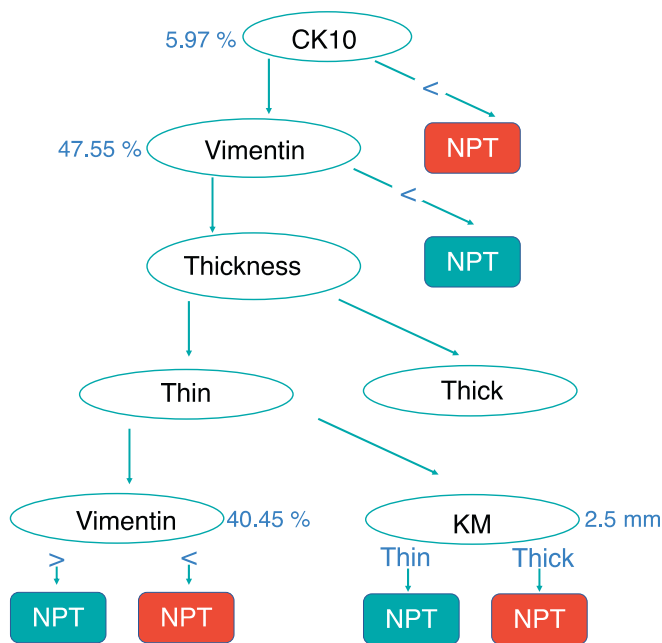 5.97 %
CK10
<
NPT
47.55 %
Vimentin
<
NPT
Thickness
Thin
Thick
Vimentin
40.45 %
KM
2.5 mm
>
<
Thin
Thick
NPT
NPT
NPT
NPT